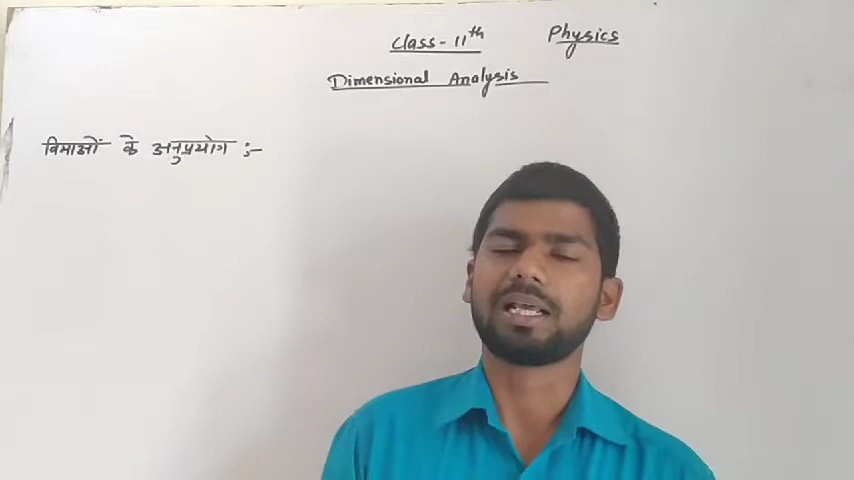 Class-11th Physics
Dimensional Analysis
विमाओं के अनुप्रयोग :-